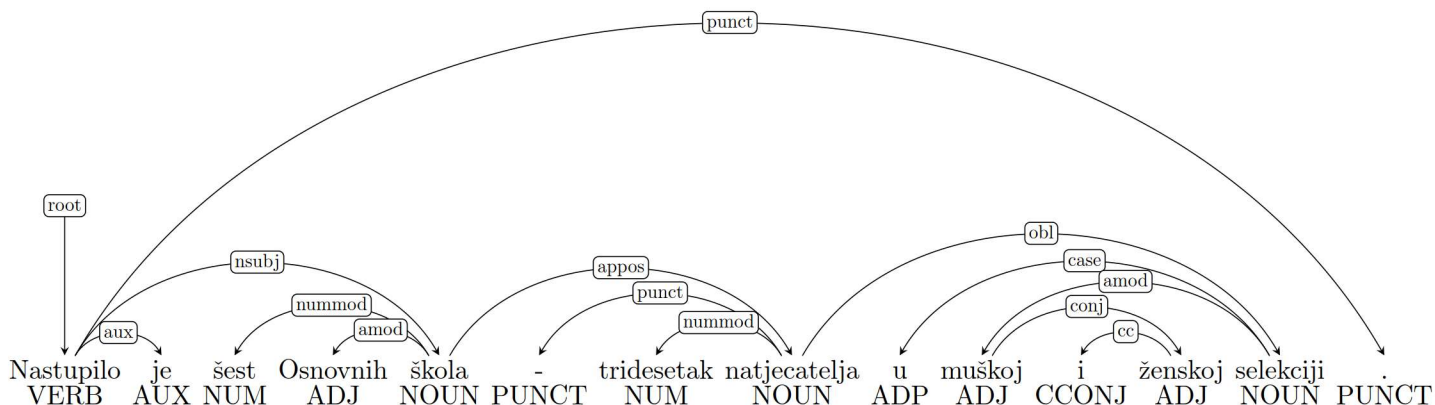 punct
root
obl
nsubj
appos
case
amod
punct
nummod
conj
nummod
aux
amod
cc
Nastupilo je šest Osnovnih škola - tridesetak natjecatelja u muškoj i ženskoj selekciji .
VERB AUX NUM ADJ NOUN PUNCT NUM NOUN ADP ADJ CCONJ ADJ NOUN PUNCT